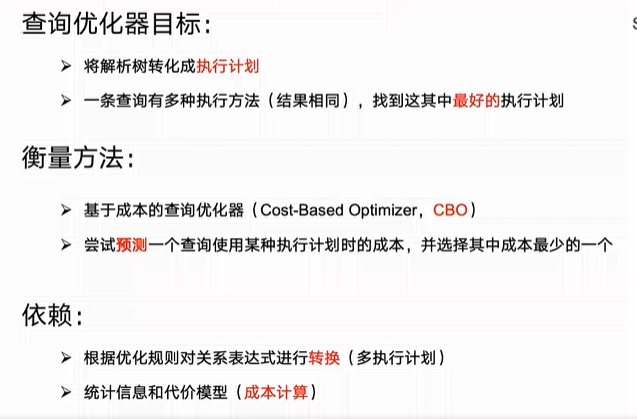 查询优化器目标：
➢ 将解析树转化成执行计划
➢ 一条查询有多种执行方法（结果相同），找到这其中最好的执行计划
衡量方法：
➢ 基于成本的查询优化器（Cost-Based Optimizer，CBO）
➢ 尝试预测一个查询使用某种执行计划时的成本，并选择其中成本最少的一个
依赖：
➢ 根据优化规则对关系表达式进行转换（多执行计划）
➢ 统计信息和代价模型（成本计算）